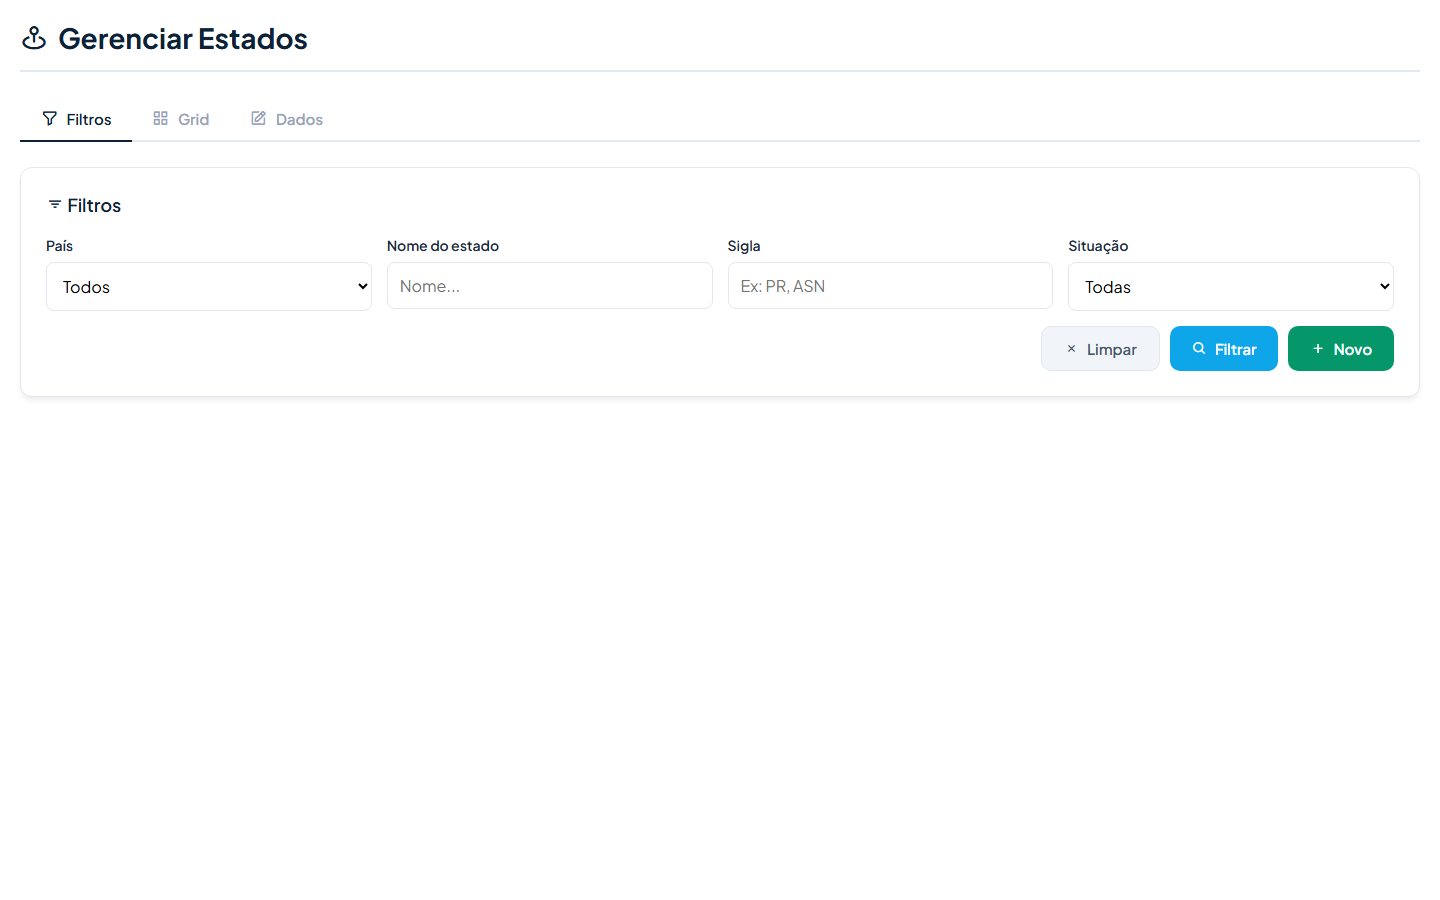 Gerenciar Estados
Filtros Grid Dados
Filtros
País Nome do estado Sigla Situação
Todos Nome... Ex: PR, ASN Todas
× Limpar Filtrar + Novo